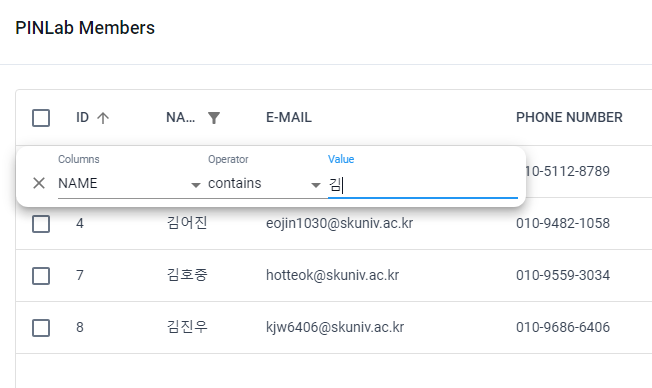 PINLab Members
ID NA... E-MAIL PHONE NUMBER
Columns Operator Value
NAME contains 김
10-5112-8789
4 김어진 eojin1030@skuniv.ac.kr 010-9482-1058
7 김호중 hotteok@skuniv.ac.kr 010-9559-3034
8 김진우 kjw6406@skuniv.ac.kr 010-9686-6406